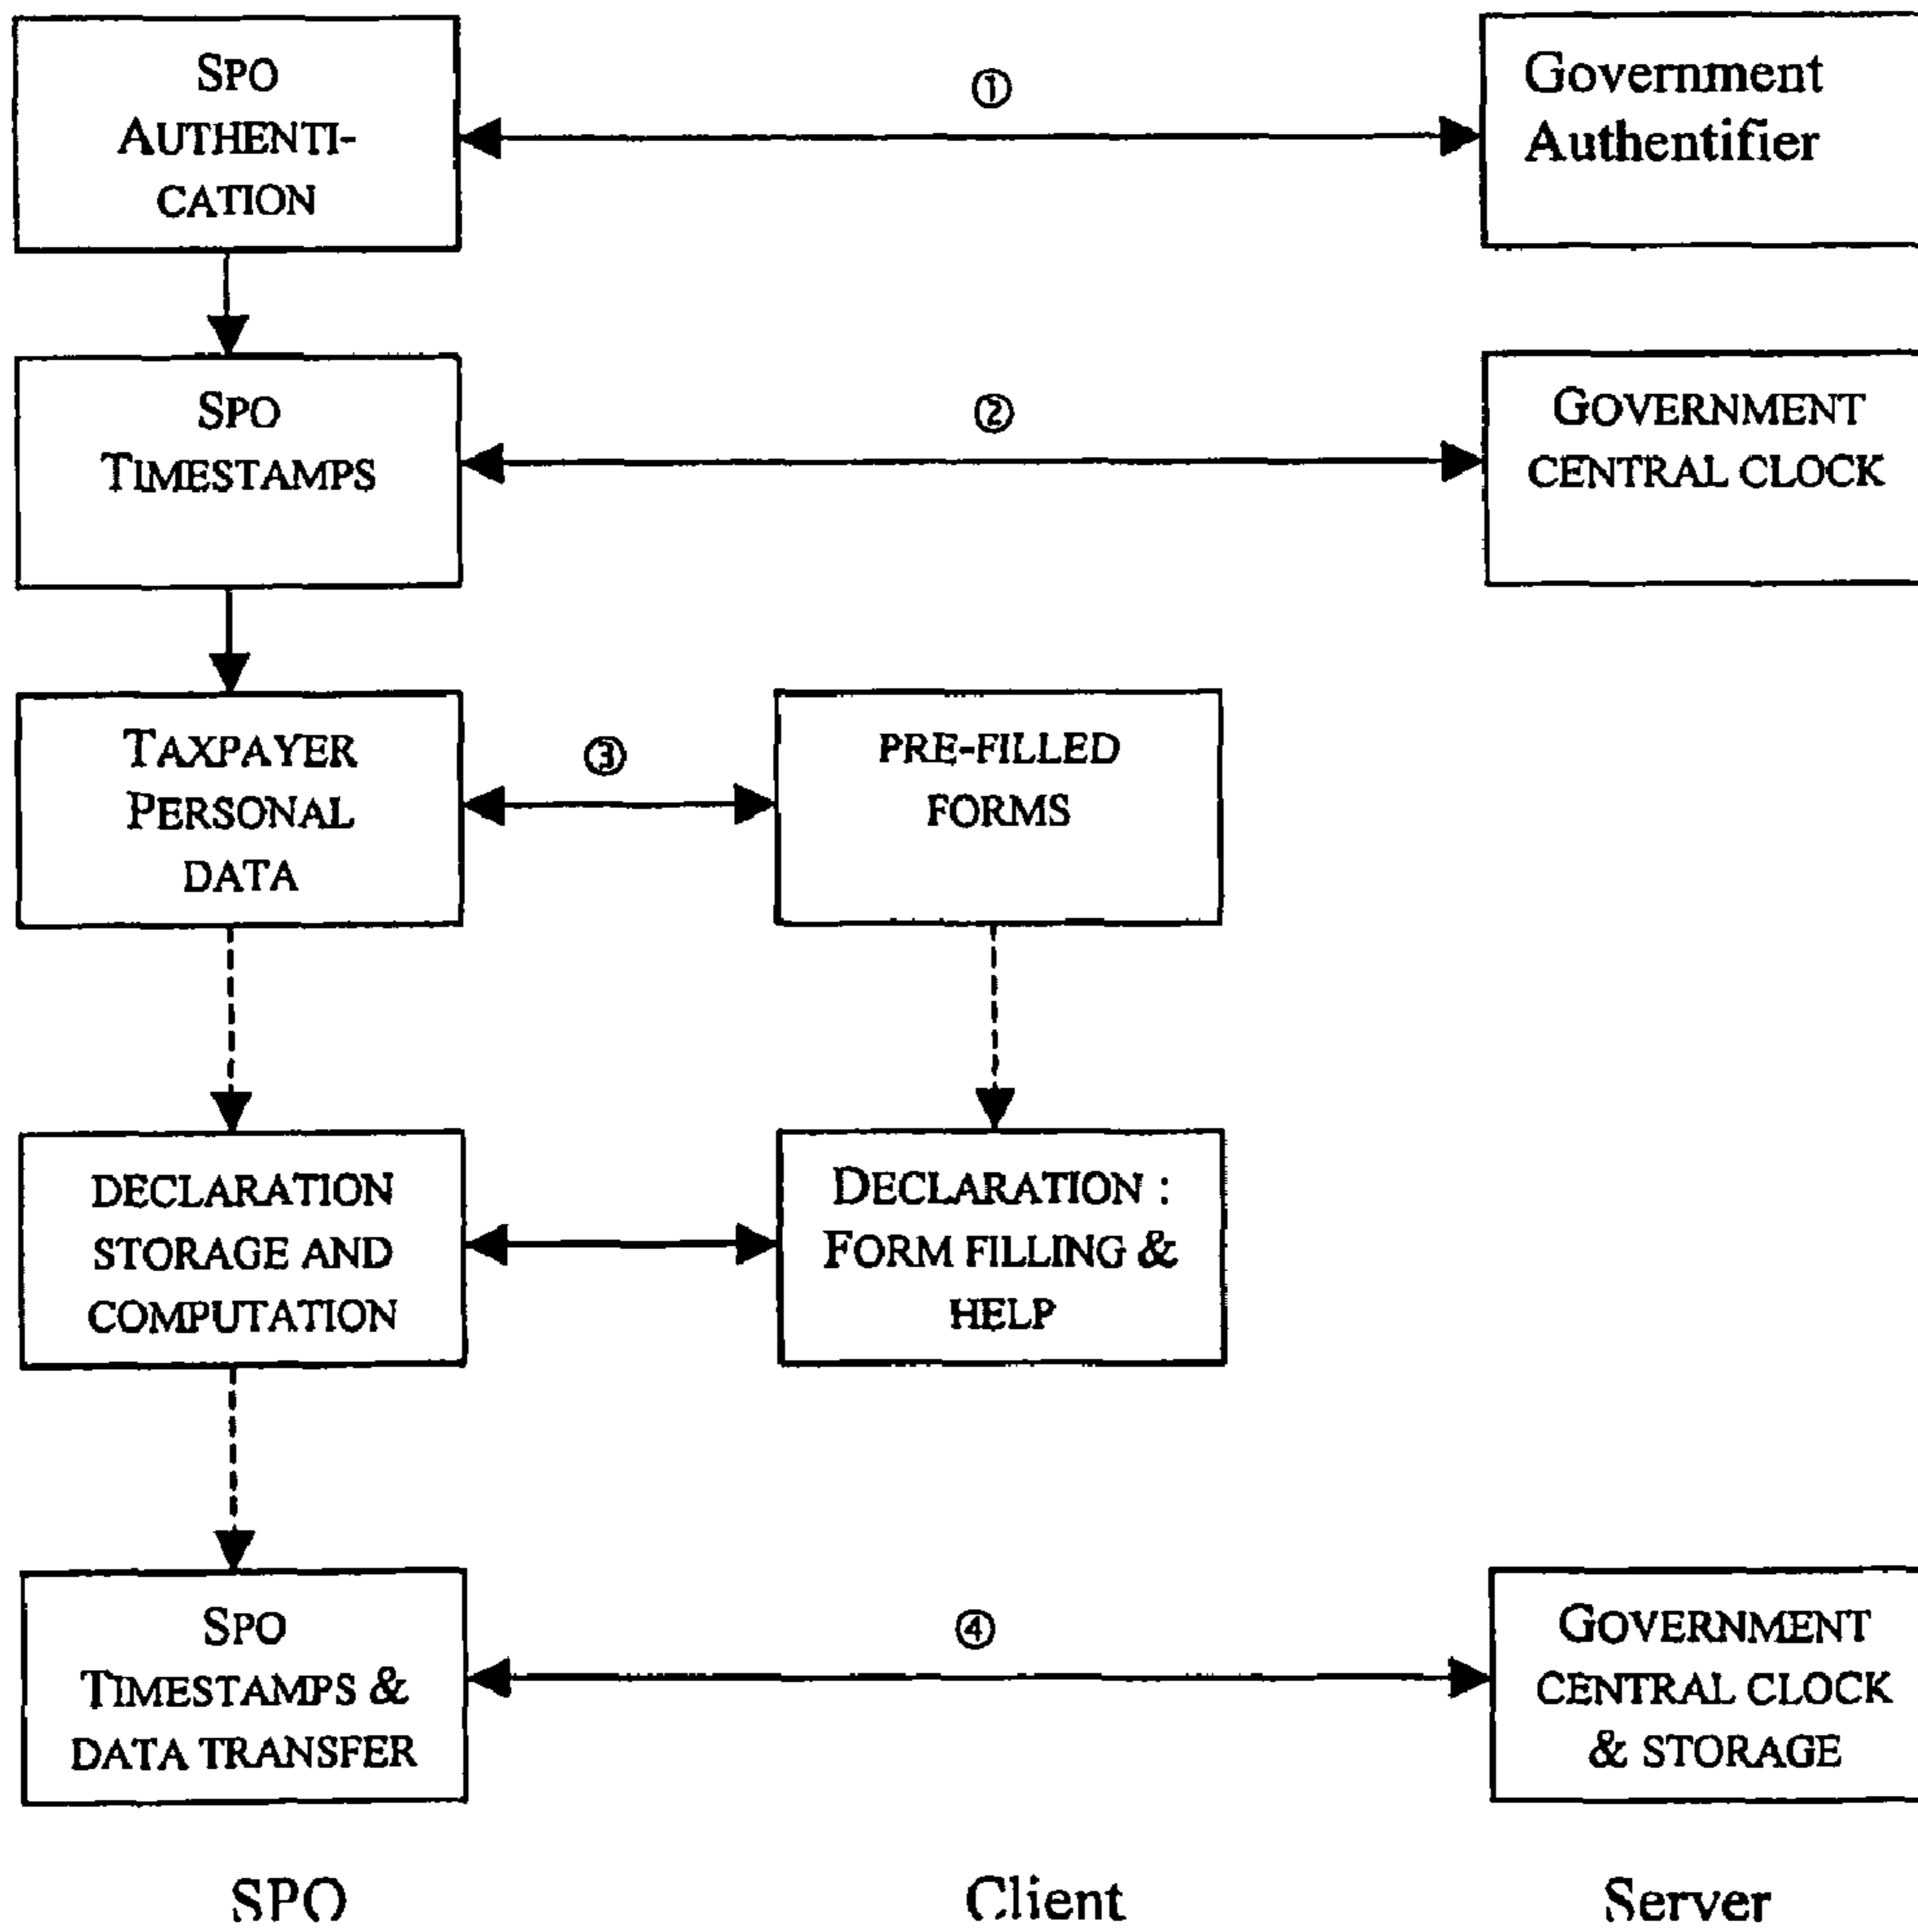 SPO
AUTHENTI-
CATION
①
Government
Authentifier
SPO
TIMESTAMPS
②
GOVERNMENT
CENTRAL CLOCK
TAXPAYER
PERSONAL
DATA
③
PRE-FILLED
FORMS
DECLARATION
STORAGE AND
COMPUTATION
DECLARATION :
FORM FILLING &
HELP
SPO
TIMESTAMPS &
DATA TRANSFER
④
GOVERNMENT
CENTRAL CLOCK
& STORAGE
SPO
Client
Server